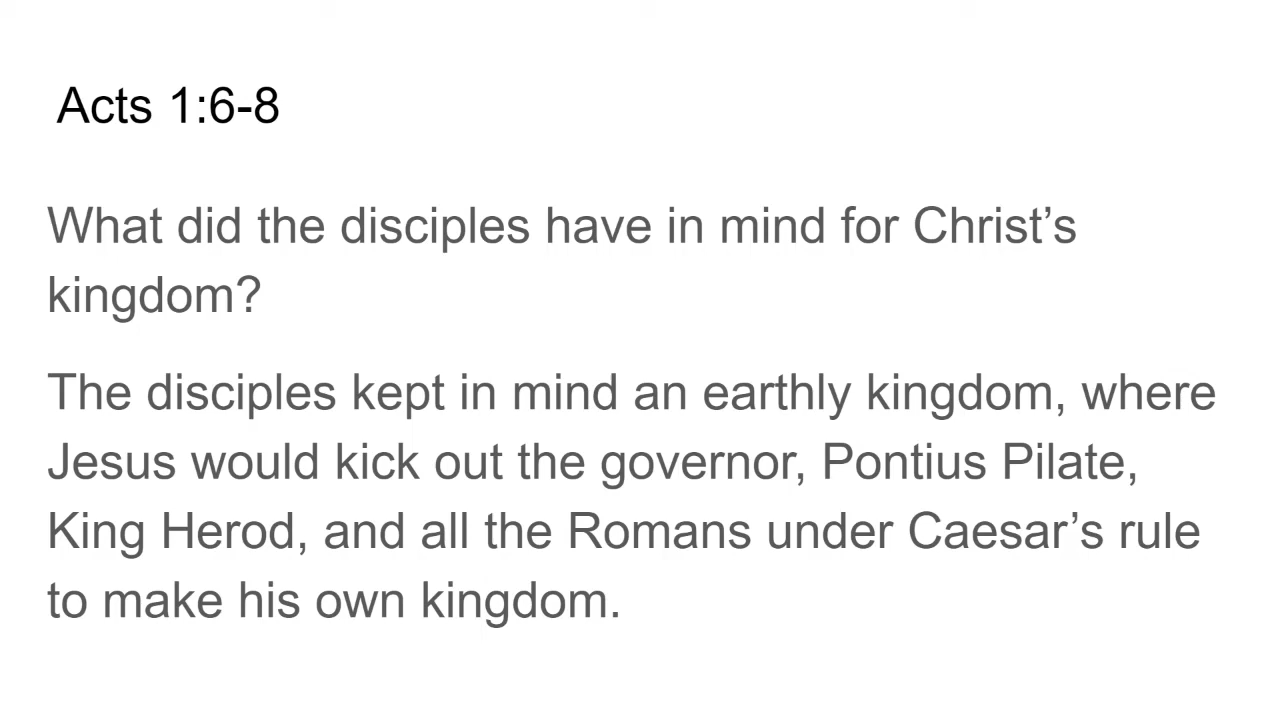 Acts 1:6-8
What did the disciples have in mind for Christ’s
kingdom?
The disciples kept in mind an earthly kingdom, where
Jesus would kick out the governor, Pontius Pilate,
King Herod, and all the Romans under Caesar’s rule
to make his own kingdom.